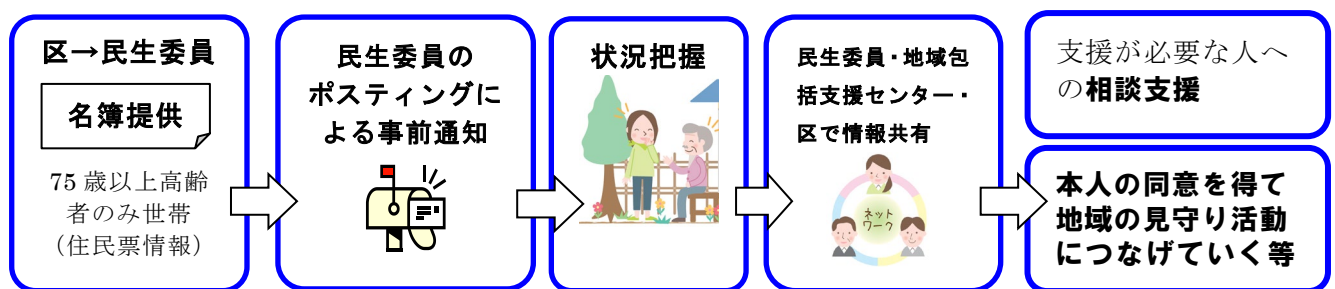 区→民生委員
名簿提供
75 歳以上高齢
者のみ世帯
（住民票情報）
民生委員の
ポスティングに
よる事前通知
状況把握
民生委員・地域包
括支援センター・
区で情報共有
ネット
ワーク
支援が必要な人へ
の相談支援
本人の同意を得て
地域の見守り活動
につなげていく等